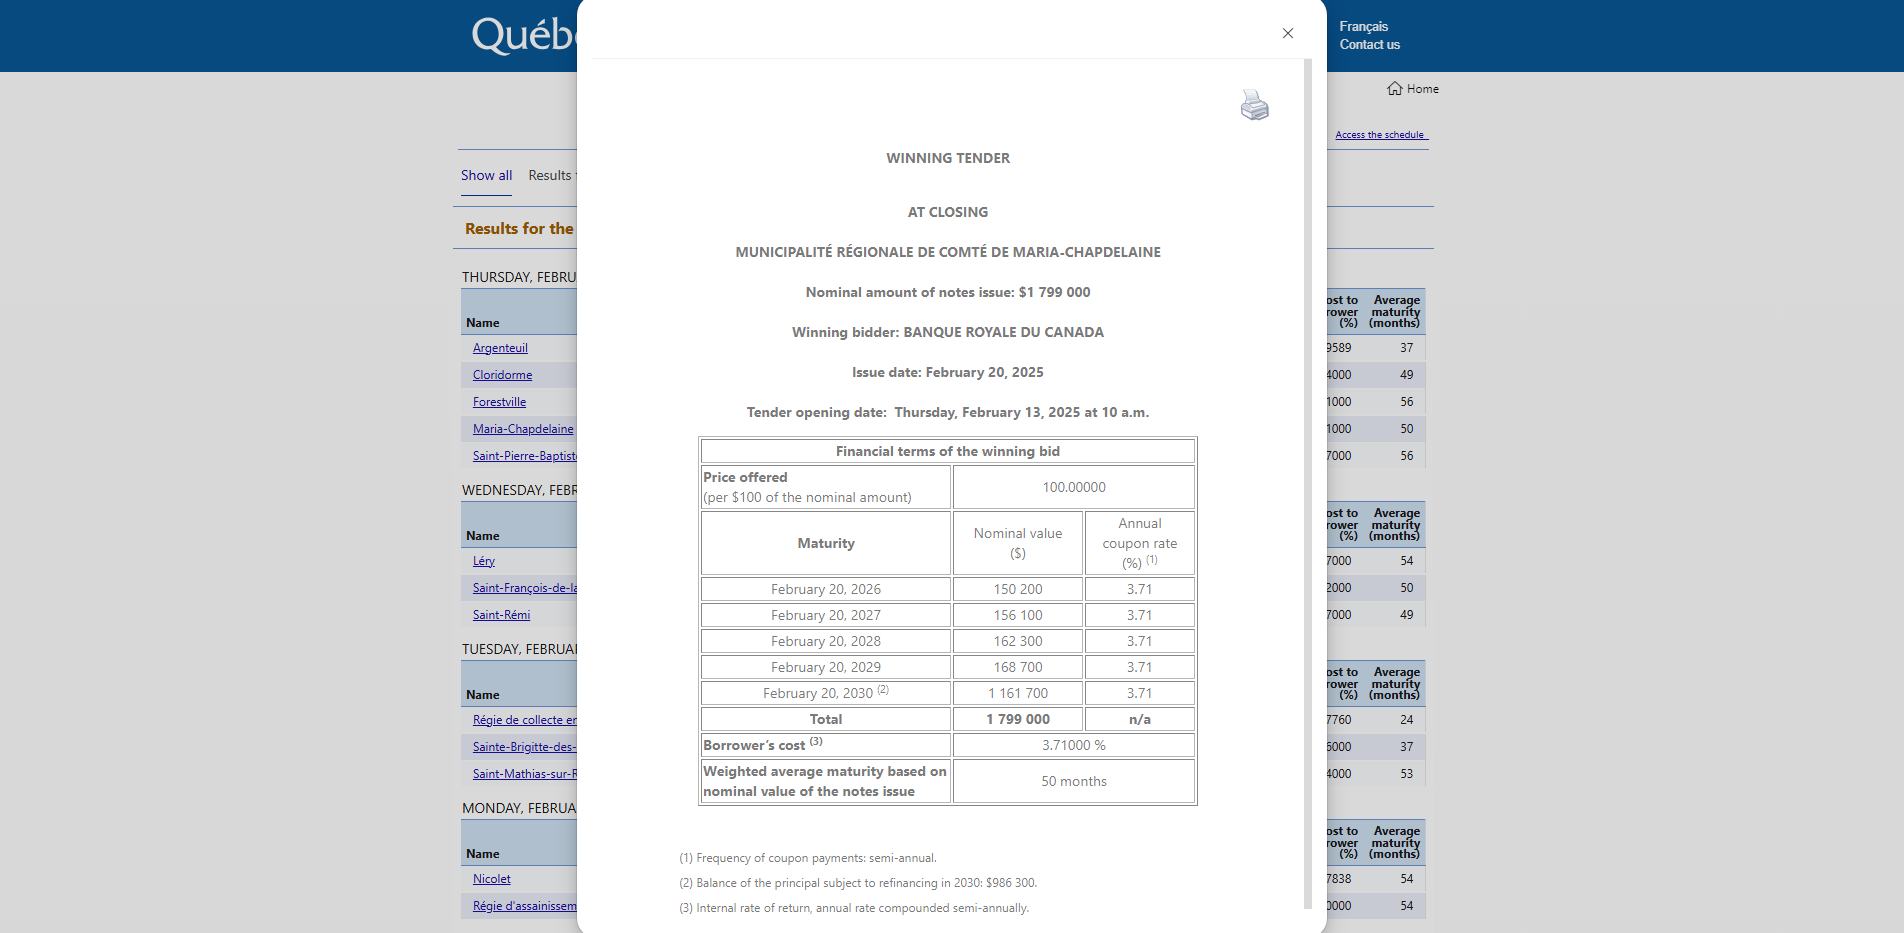 Français
Contact us
Home
Access the schedule
Show all Results
Results for the
THURSDAY, FEBRU
Name
ost to rower (%) Average maturity (months)
Argenteuil 9589 37
Cloridorme 4000 49
Forestville 1000 56
Maria-Chapdelaine 1000 50
Saint-Pierre-Baptist 7000 56
WEDNESDAY, FEBR
Name
ost to rower (%) Average maturity (months)
Léry 7000 54
Saint-François-de-la 2000 50
Saint-Rémi 7000 49
TUESDAY, FEBRUA
Name
ost to rower (%) Average maturity (months)
Régie de collecte en 7760 24
Sainte-Brigitte-des- 6000 37
Saint-Mathias-sur-R 4000 53
MONDAY, FEBRUA
Name
ost to rower (%) Average maturity (months)
Nicolet 7838 54
Régie d'assainissem 0000 54
WINNING TENDER
AT CLOSING
MUNICIPALITÉ RÉGIONALE DE COMTÉ DE MARIA-CHAPDELAINE
Nominal amount of notes issue: $1 799 000
Winning bidder: BANQUE ROYALE DU CANADA
Issue date: February 20, 2025
Tender opening date: Thursday, February 13, 2025 at 10 a.m.
Financial terms of the winning bid
Price offered
(per $100 of the nominal amount) 100.00000
Maturity Nominal value ($) Annual coupon rate (%) (1)
February 20, 2026 150 200 3.71
February 20, 2027 156 100 3.71
February 20, 2028 162 300 3.71
February 20, 2029 168 700 3.71
February 20, 2030 (2) 1 161 700 3.71
Total 1 799 000 n/a
Borrower’s cost (3) 3.71000 %
Weighted average maturity based on
nominal value of the notes issue 50 months
(1) Frequency of coupon payments: semi-annual.
(2) Balance of the principal subject to refinancing in 2030: $986 300.
(3) Internal rate of return, annual rate compounded semi-annually.